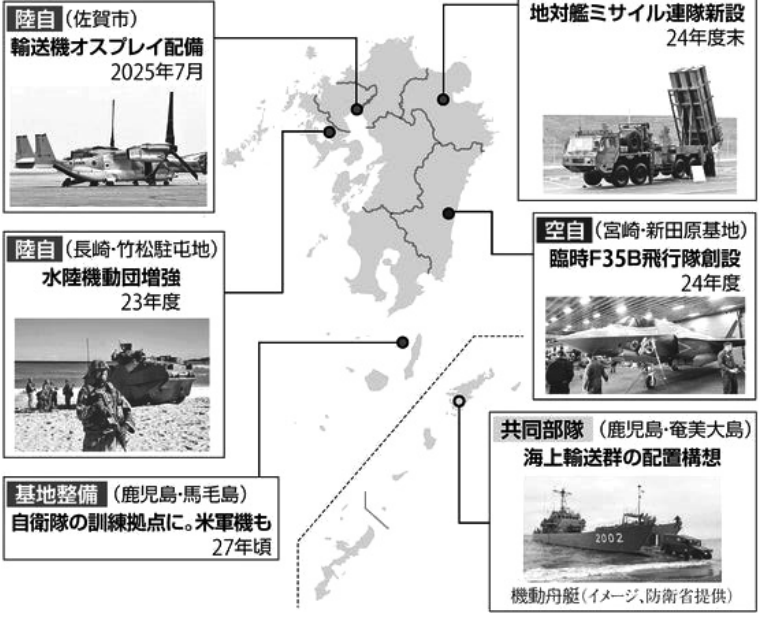 陸自(佐賀市)
輸送機オスプレイ配備
2025年7月
地対艦ミサイル連隊新設
24年度末
陸自(長崎・竹松駐屯地)
水陸機動団増強
23年度
空自(宮崎・新田原基地)
臨時F35B飛行隊創設
24年度
基地整備(鹿児島・馬毛島)
自衛隊の訓練拠点に。米軍機も
27年頃
共同部隊(鹿児島・奄美大島)
海上輸送群の配置構想
2002
機動舟艇(イメージ、防衛省提供)